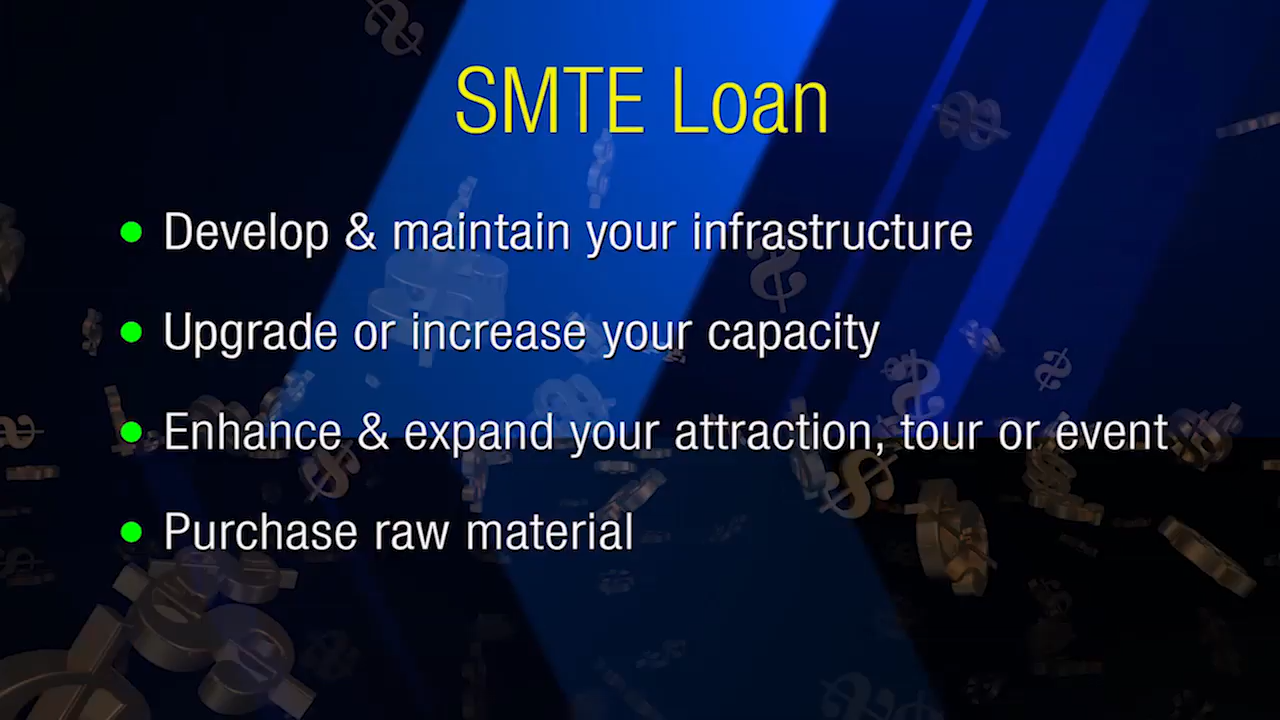 SMTE Loan
• Develop & maintain your infrastructure
• Upgrade or increase your capacity
• Enhance & expand your attraction, tour or event
• Purchase raw material